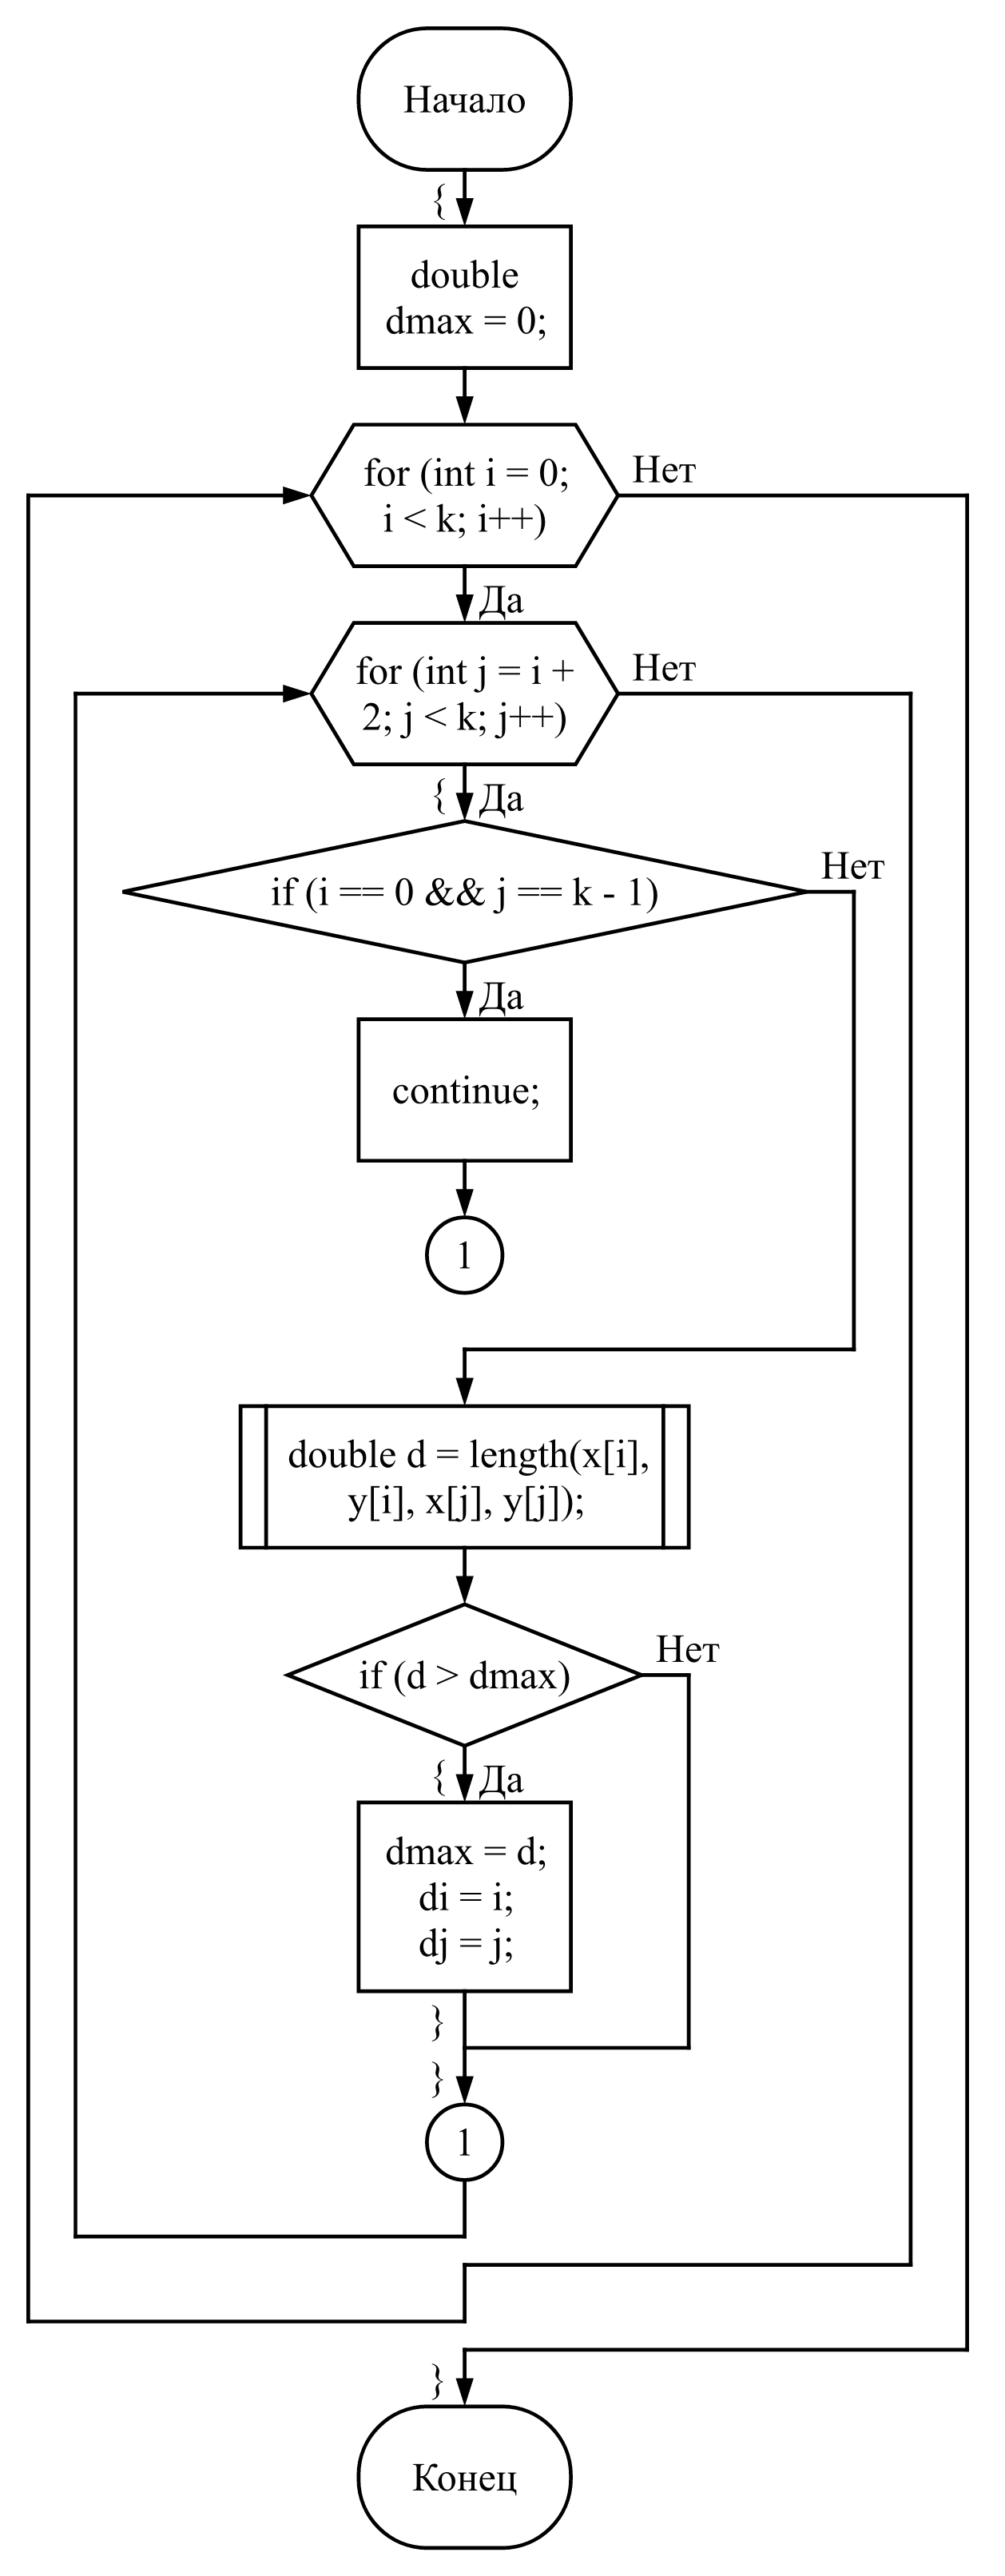 Начало
{
double
dmax = 0;
for (int i = 0;
i < k; i++)
Нет
Да
for (int j = i +
2; j < k; j++)
Нет
{ Да
if (i == 0 && j == k - 1)
Нет
Да
continue;
1
double d = length(x[i],
y[i], x[j], y[j]);
if (d > dmax)
Нет
{ Да
dmax = d;
di = i;
dj = j;
}
}
1
}
Конец